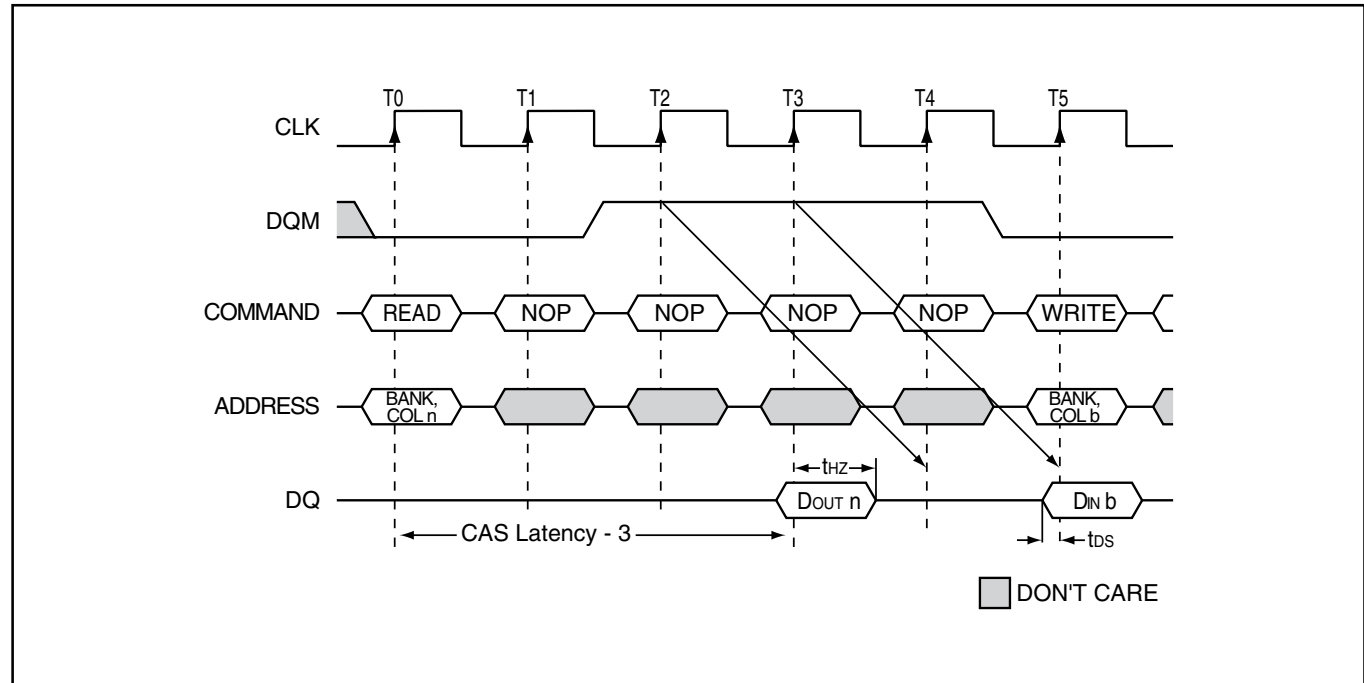 T0 T1 T2 T3 T4 T5
CLK
DQM
COMMAND READ NOP NOP NOP NOP WRITE
ADDRESS BANK, COL n BANK, COL b
tHZ
DQ DOUT n DIN b
CAS Latency - 3 tDS
DON'T CARE